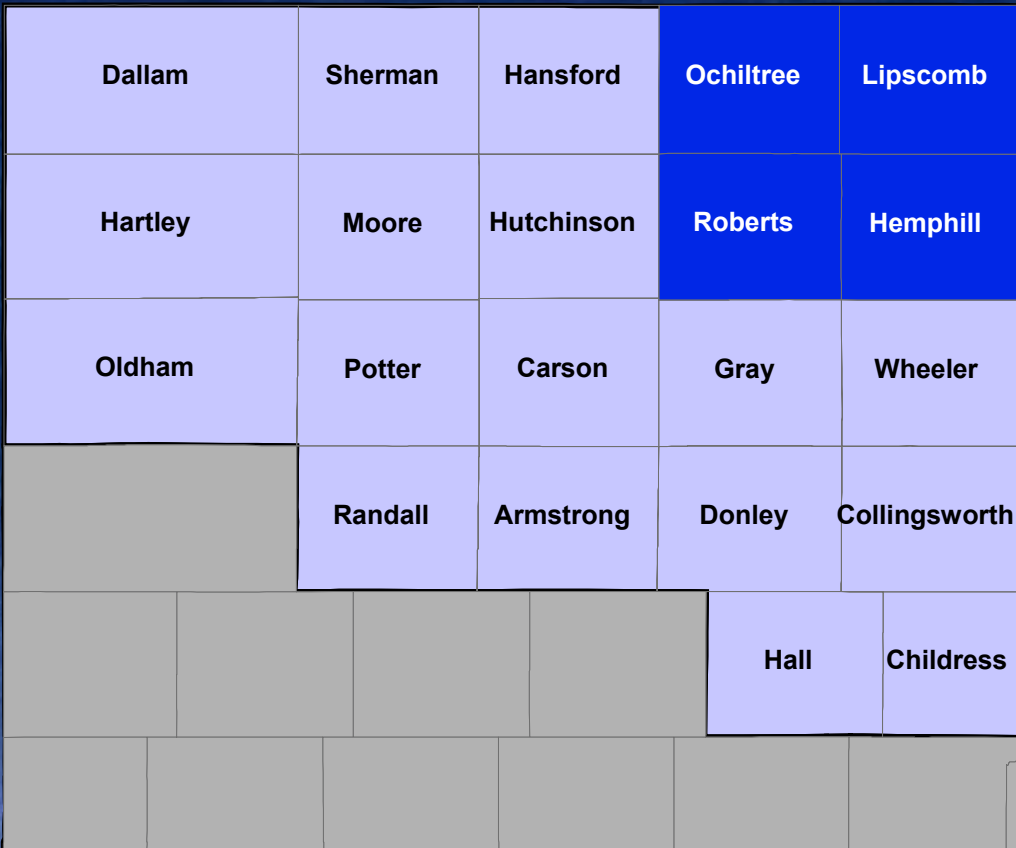 Dallam Sherman Hansford Ochiltree Lipscomb
Hartley Moore Hutchinson Roberts Hemphill
Oldham Potter Carson Gray Wheeler
Randall Armstrong Donley Collingsworth
Hall Childress